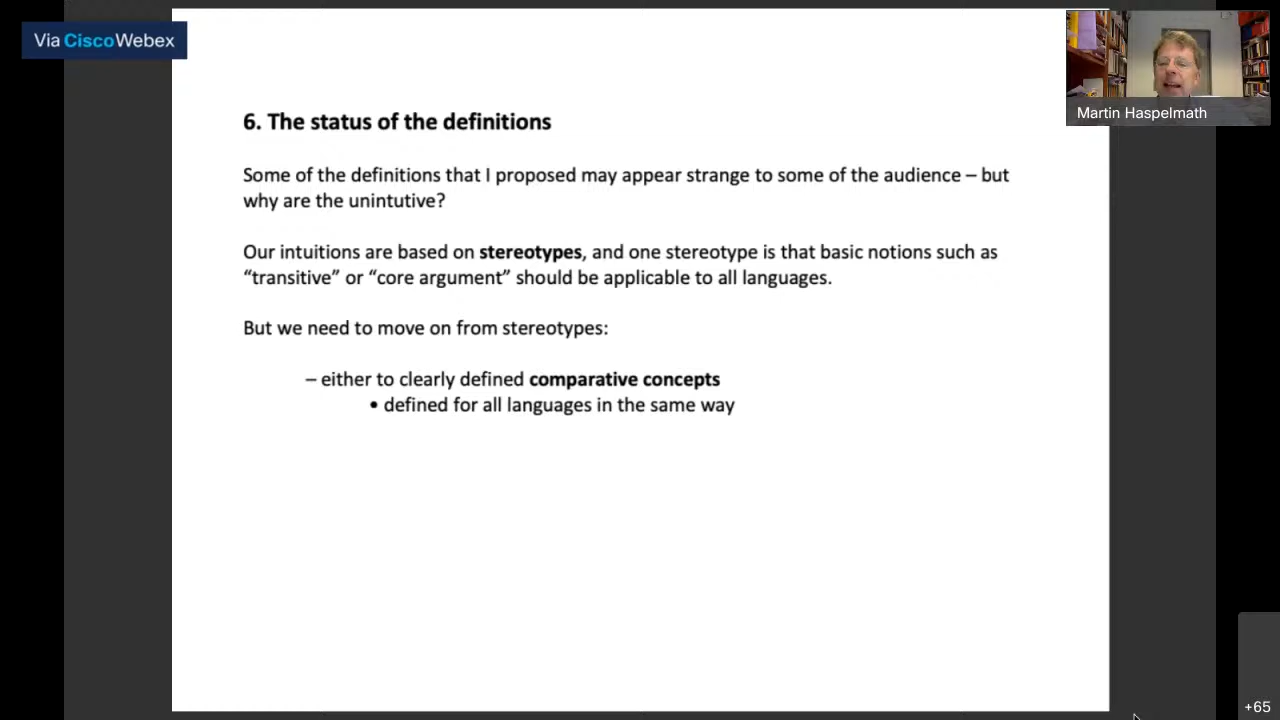 Via Cisco Webex
Martin Haspelmath
6. The status of the definitions
Some of the definitions that I proposed may appear strange to some of the audience – but
why are the unintutive?
Our intuitions are based on stereotypes, and one stereotype is that basic notions such as
“transitive” or “core argument” should be applicable to all languages.
But we need to move on from stereotypes:
– either to clearly defined comparative concepts
• defined for all languages in the same way
+65